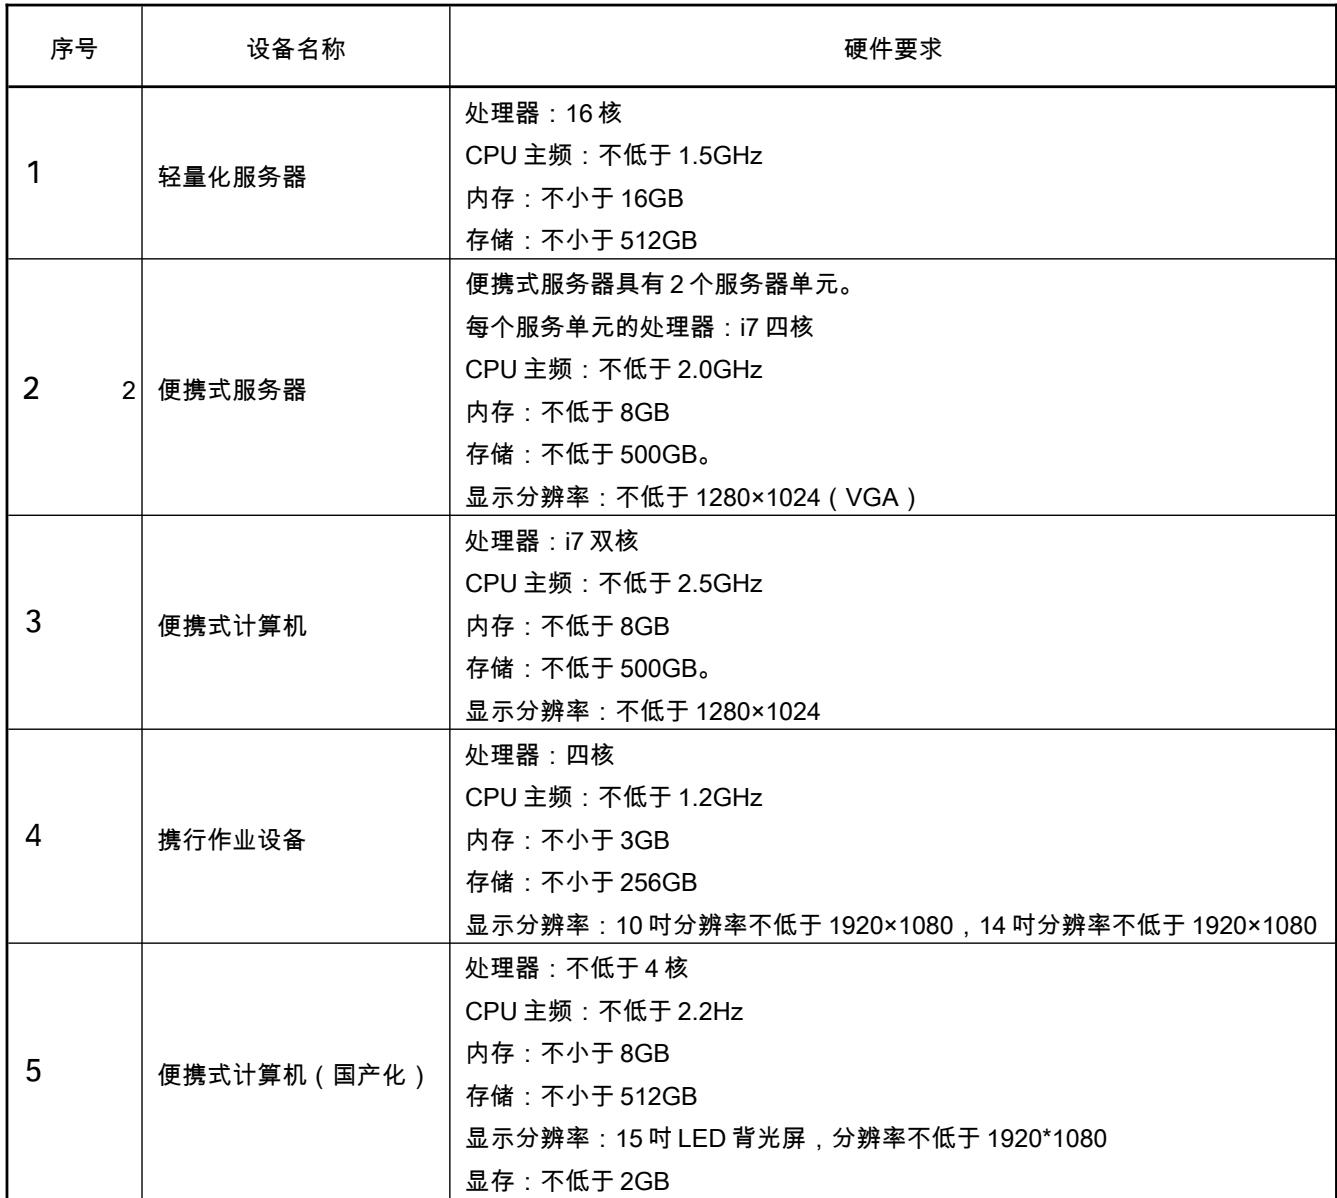 序号 设备名称 硬件要求
1 轻量化服务器
处理器：16 核
CPU 主频：不低于 1.5GHz
内存：不小于 16GB
存储：不小于 512GB
2 2 便携式服务器
便携式服务器具有 2 个服务器单元。
每个服务单元的处理器：i7 四核
CPU 主频：不低于 2.0GHz
内存：不低于 8GB
存储：不低于 500GB。
显示分辨率：不低于 1280×1024（VGA）
3 便携式计算机
处理器：i7 双核
CPU 主频：不低于 2.5GHz
内存：不低于 8GB
存储：不低于 500GB。
显示分辨率：不低于 1280×1024
4 携行作业设备
处理器：四核
CPU 主频：不低于 1.2GHz
内存：不小于 3GB
存储：不小于 256GB
显示分辨率：10 吋分辨率不低于 1920×1080，14 吋分辨率不低于 1920×1080
5 便携式计算机（国产化）
处理器：不低于 4 核
CPU 主频：不低于 2.2Hz
内存：不小于 8GB
存储：不小于 512GB
显示分辨率：15 吋 LED 背光屏，分辨率不低于 1920*1080
显存：不低于 2GB